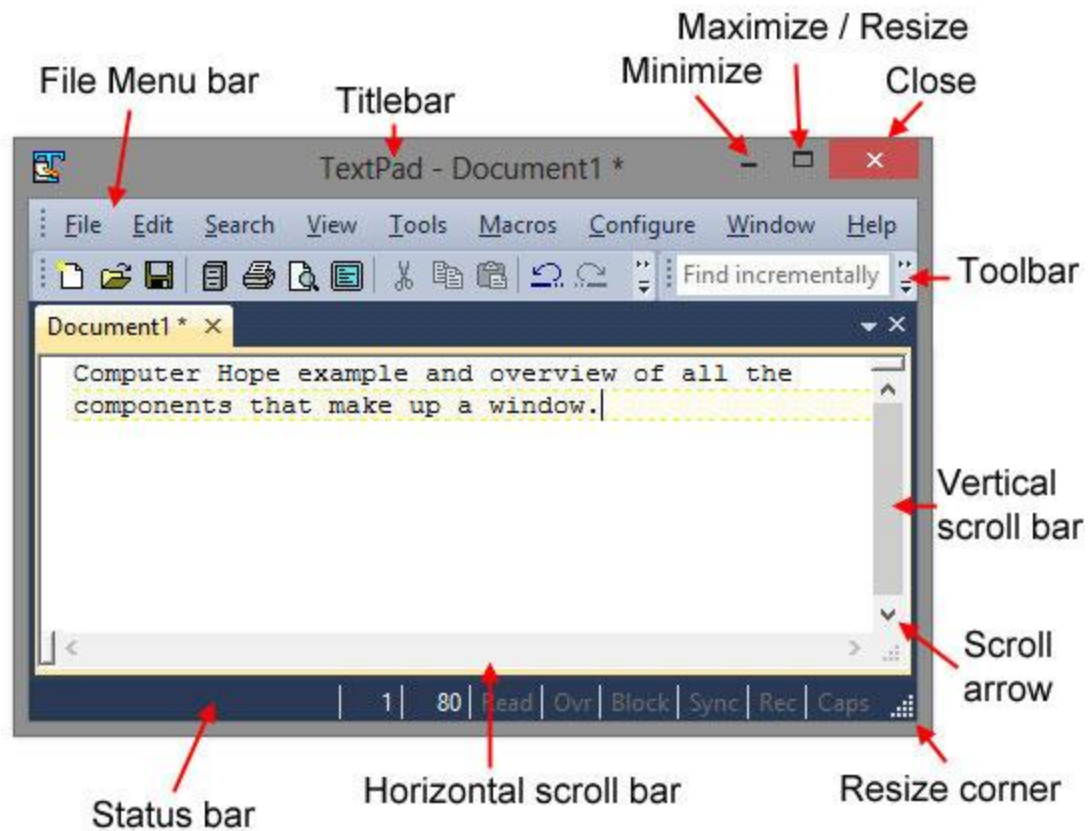 Maximize / Resize
File Menu bar
Titlebar
Minimize
Close
TextPad - Document1 *
File Edit Search View Tools Macros Configure Window Help
Find incrementally
Toolbar
Document1 *
Computer Hope example and overview of all the
components that make up a window.
Vertical
scroll bar
Scroll
arrow
1 80 Read Ovr Block Sync Rec Caps
Status bar
Horizontal scroll bar
Resize corner